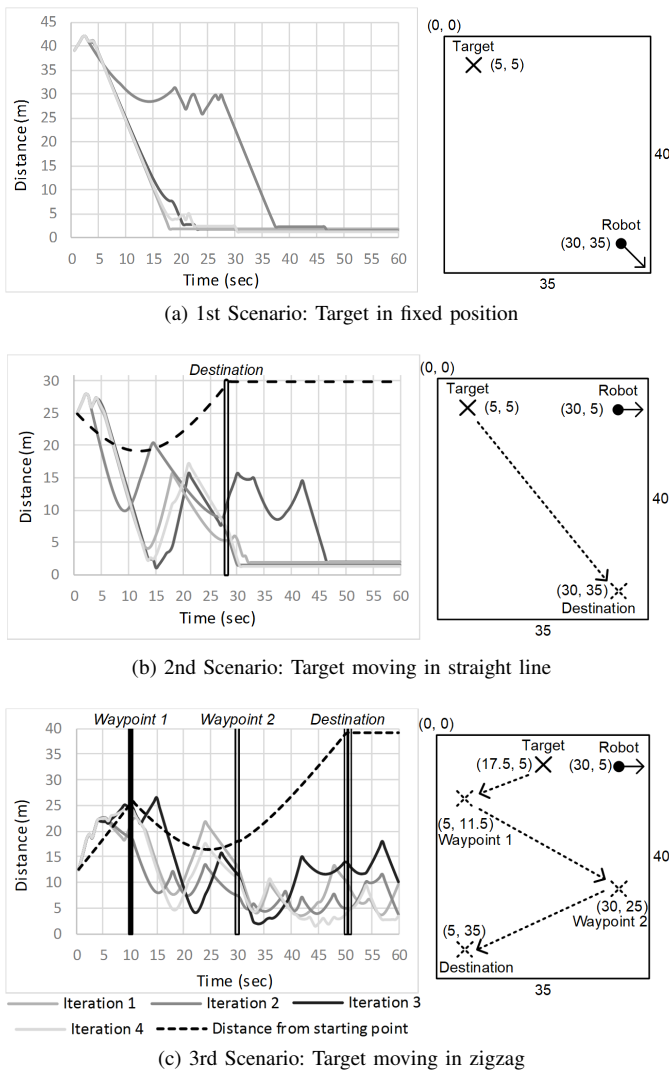 45
40
35
30
25
20
15
10
5
0
Distance (m)
0 5 10 15 20 25 30 35 40 45 50 55 60
Time (sec)
(0, 0)
Target
(5, 5)
40
Robot
(30, 35)
35
(a) 1st Scenario: Target in fixed position
Destination
30
25
20
15
10
5
0
Distance (m)
0 5 10 15 20 25 30 35 40 45 50 55 60
Time (sec)
(0, 0)
Target
(5, 5)
Robot
(30, 5)
40
(30, 35)
Destination
35
(b) 2nd Scenario: Target moving in straight line
Waypoint 1 Waypoint 2 Destination
40
35
30
25
20
15
10
5
0
Distance (m)
0 5 10 15 20 25 30 35 40 45 50 55 60
Time (sec)
(0, 0)
Target
(17.5, 5)
Robot
(30, 5)
(5, 11.5)
Waypoint 1
40
(30, 25)
Waypoint 2
(5, 35)
Destination
35
Iteration 1 Iteration 2 Iteration 3
Iteration 4 Distance from starting point
(c) 3rd Scenario: Target moving in zigzag